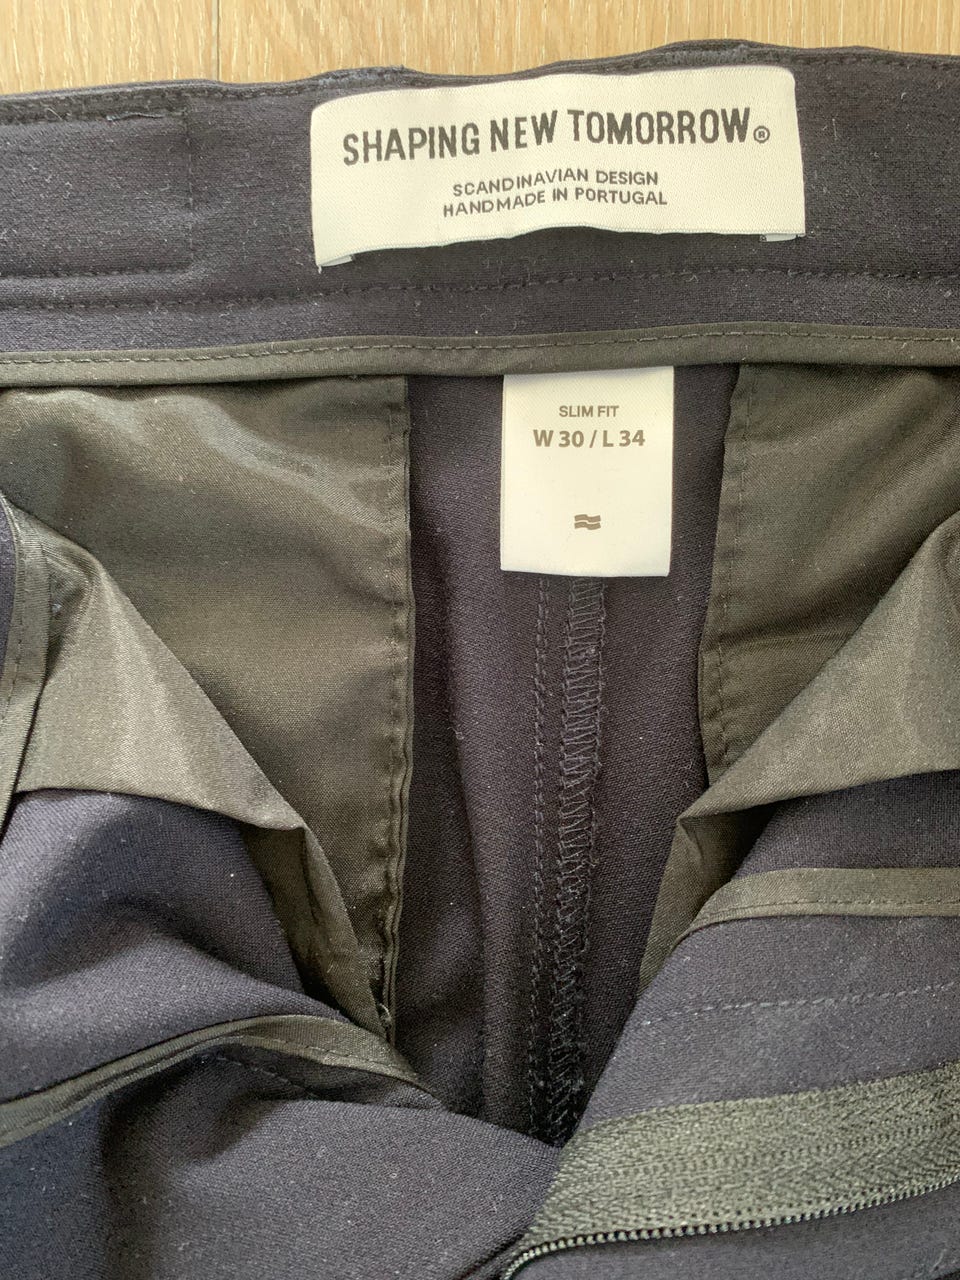 SHAPING NEW TOMORROW®
SCANDINAVIAN DESIGN
HANDMADE IN PORTUGAL
SLIM FIT
W 30 / L 34